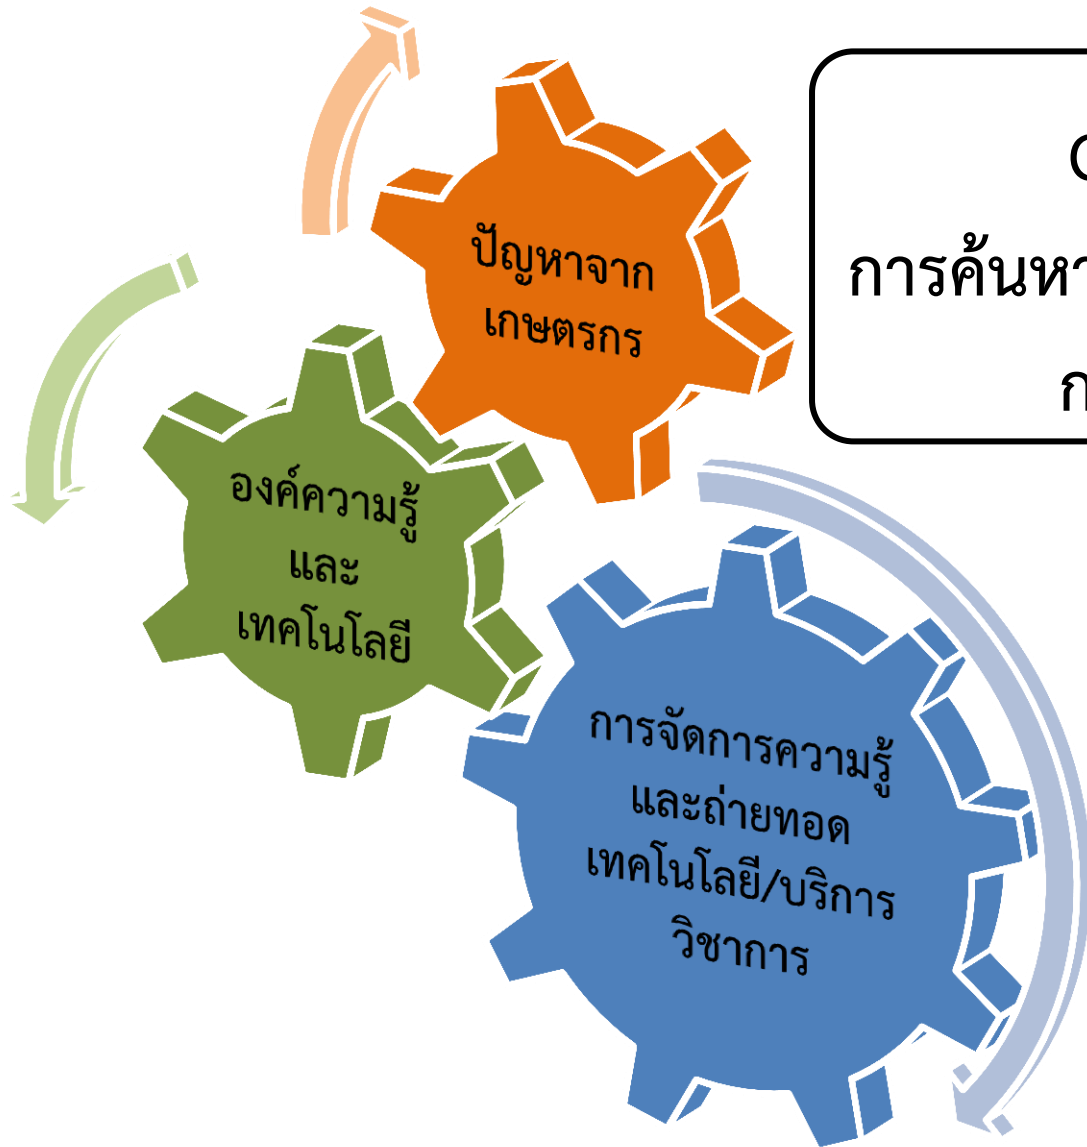 การค้นหา
ปัญหาจาก
เกษตรกร
องค์ความรู้
และ
เทคโนโลยี
การจัดการความรู้
และถ่ายทอด
เทคโนโลยี/บริการ
วิชาการ